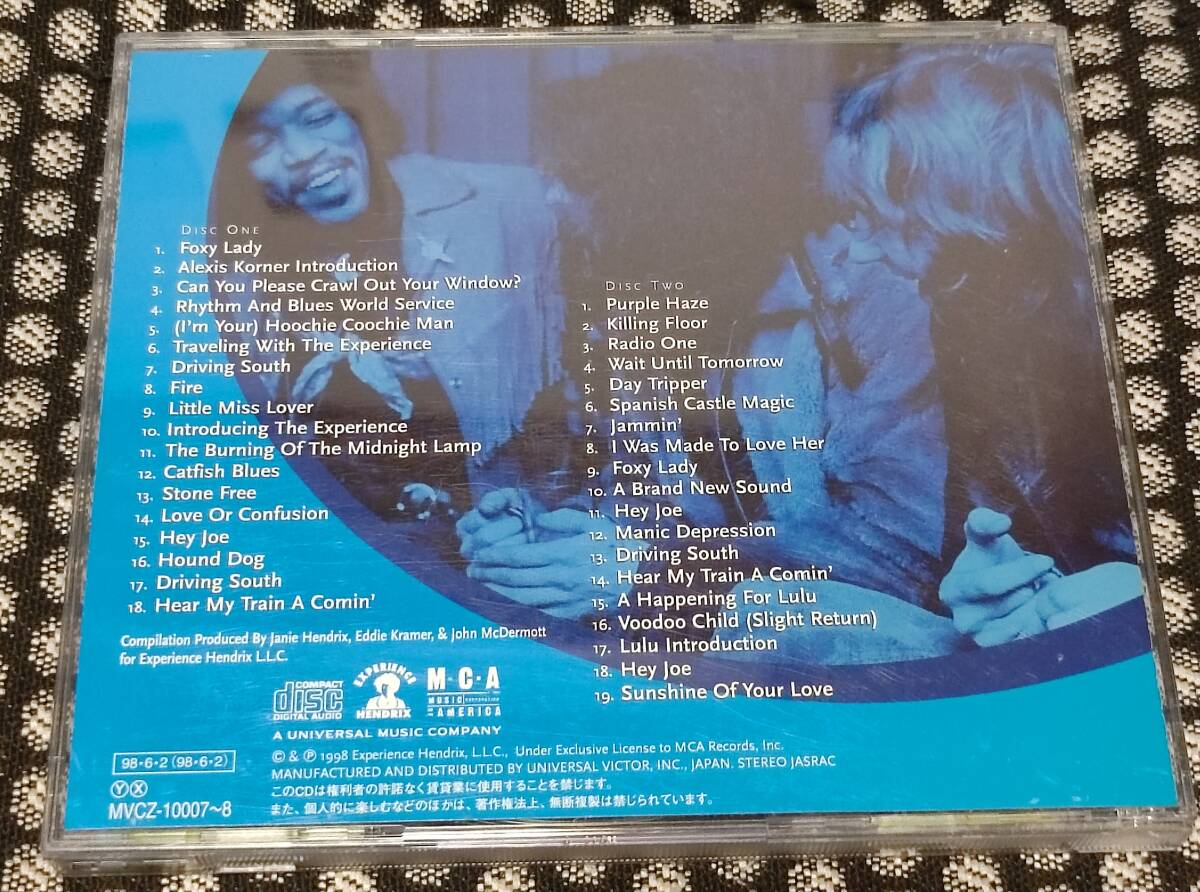 DISC ONE
1. Foxy Lady
2. Alexis Korner Introduction
3. Can You Please Crawl Out Your Window?
4. Rhythm And Blues World Service
5. (I'm Your) Hoochie Coochie Man
6. Traveling With The Experience
7. Driving South
8. Fire
9. Little Miss Lover
10. Introducing The Experience
11. The Burning Of The Midnight Lamp
12. Catfish Blues
13. Stone Free
14. Love Or Confusion
15. Hey Joe
16. Hound Dog
17. Driving South
18. Hear My Train A Comin'
DISC TWO
1. Purple Haze
2. Killing Floor
3. Radio One
4. Wait Until Tomorrow
5. Day Tripper
6. Spanish Castle Magic
7. Jammin'
8. I Was Made To Love Her
9. Foxy Lady
10. A Brand New Sound
11. Hey Joe
12. Manic Depression
13. Driving South
14. Hear My Train A Comin'
15. A Happening For Lulu
16. Voodoo Child (Slight Return)
17. Lulu Introduction
18. Hey Joe
19. Sunshine Of Your Love
Compilation Produced By Janie Hendrix, Eddie Kramer, & John McDermott
for Experience Hendrix L.L.C.
COMPACT
disc
DIGITAL AUDIO
EXPERIENCE
HENDRIX
M·C·A
MUSIC CORPORATION
OF AMERICA
A UNIVERSAL MUSIC COMPANY
© & ℗ 1998 Experience Hendrix, L.L.C., Under Exclusive License to MCA Records, Inc.
MANUFACTURED AND DISTRIBUTED BY UNIVERSAL VICTOR, INC., JAPAN. STEREO JASRAC
このCDは権利者の許諾なく賃貸業に使用することを禁じます。
また、個人的に楽しむなどのほかは、著作権法上、無断複製は禁じられています。
98・6・2 (98・6・2)
Ⓨ Ⓧ
MVCZ-10007~8